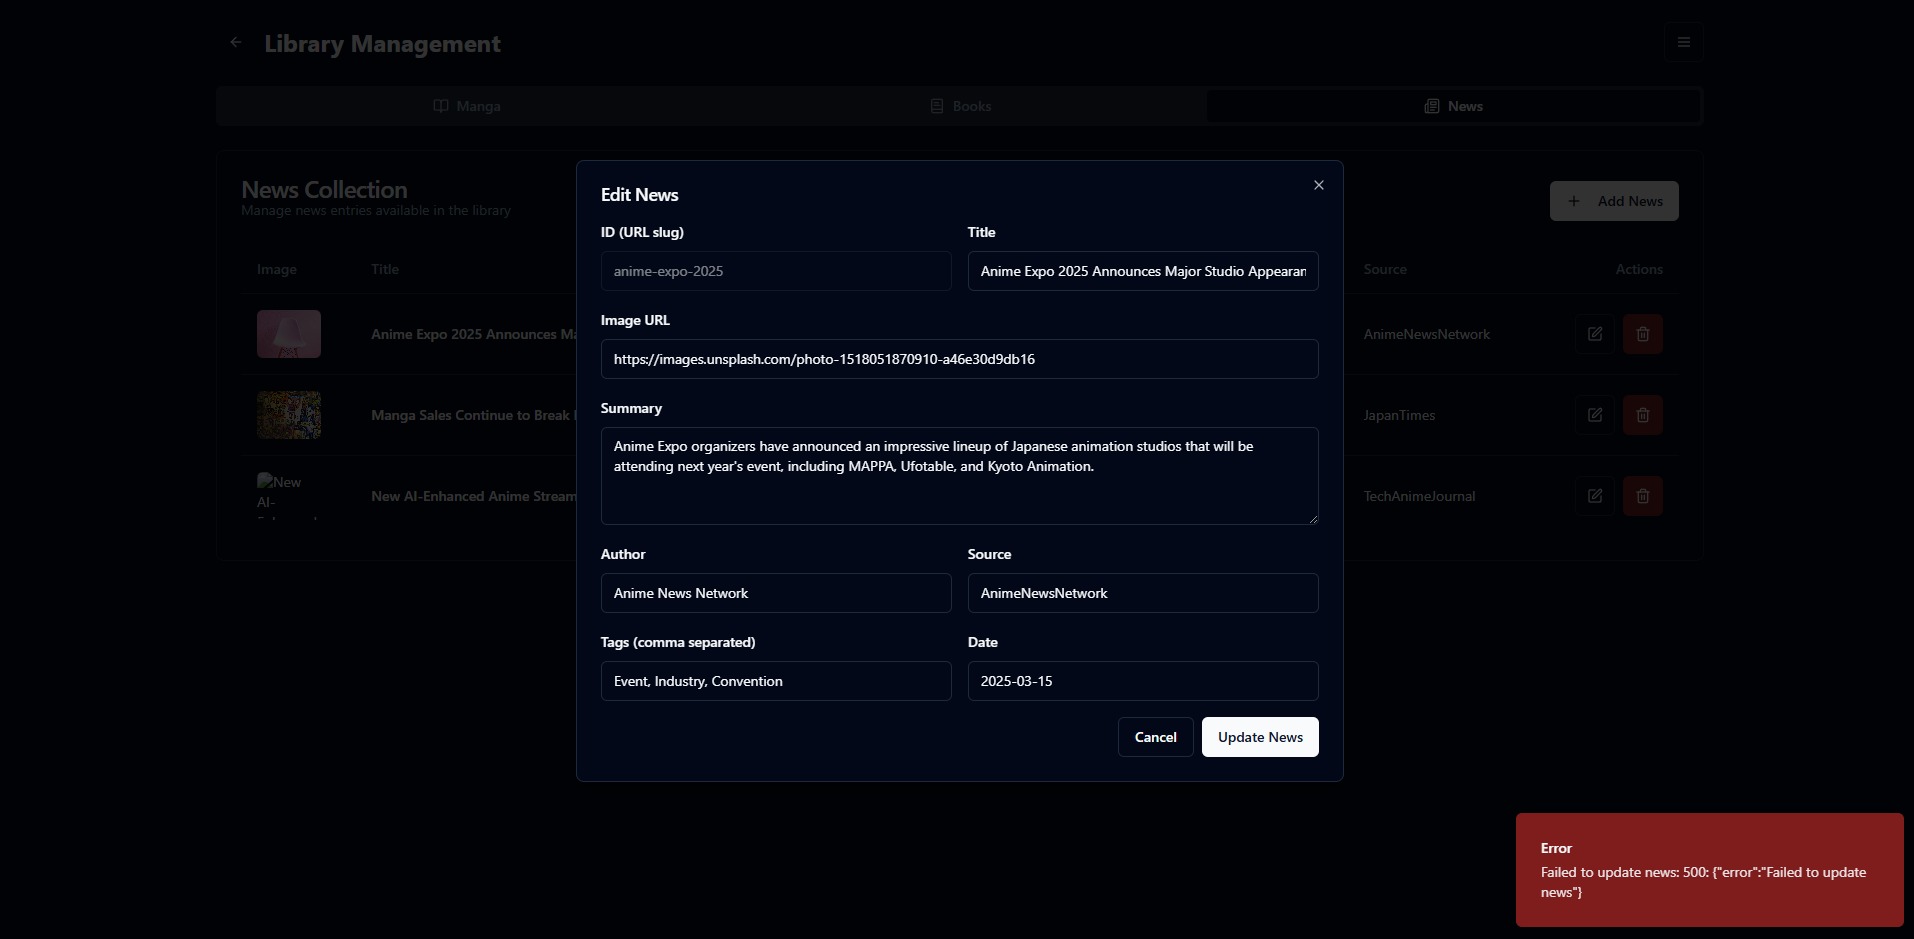 Library Management
Manga
Books
News
News Collection
Manage news entries available in the library
Add News
Image
Title
Source
Actions
Anime Expo 2025 Announces Ma
AnimeNewsNetwork
Manga Sales Continue to Break
JapanTimes
New
AI-
New AI-Enhanced Anime Stream
TechAnimeJournal
Edit News
ID (URL slug)
Title
anime-expo-2025
Anime Expo 2025 Announces Major Studio Appearan
Image URL
https://images.unsplash.com/photo-1518051870910-a46e30d9db16
Summary
Anime Expo organizers have announced an impressive lineup of Japanese animation studios that will be
attending next year's event, including MAPPA, Ufotable, and Kyoto Animation.
Author
Source
Anime News Network
AnimeNewsNetwork
Tags (comma separated)
Date
Event, Industry, Convention
2025-03-15
Cancel
Update News
Error
Failed to update news: 500: {"error":"Failed to update
news"}